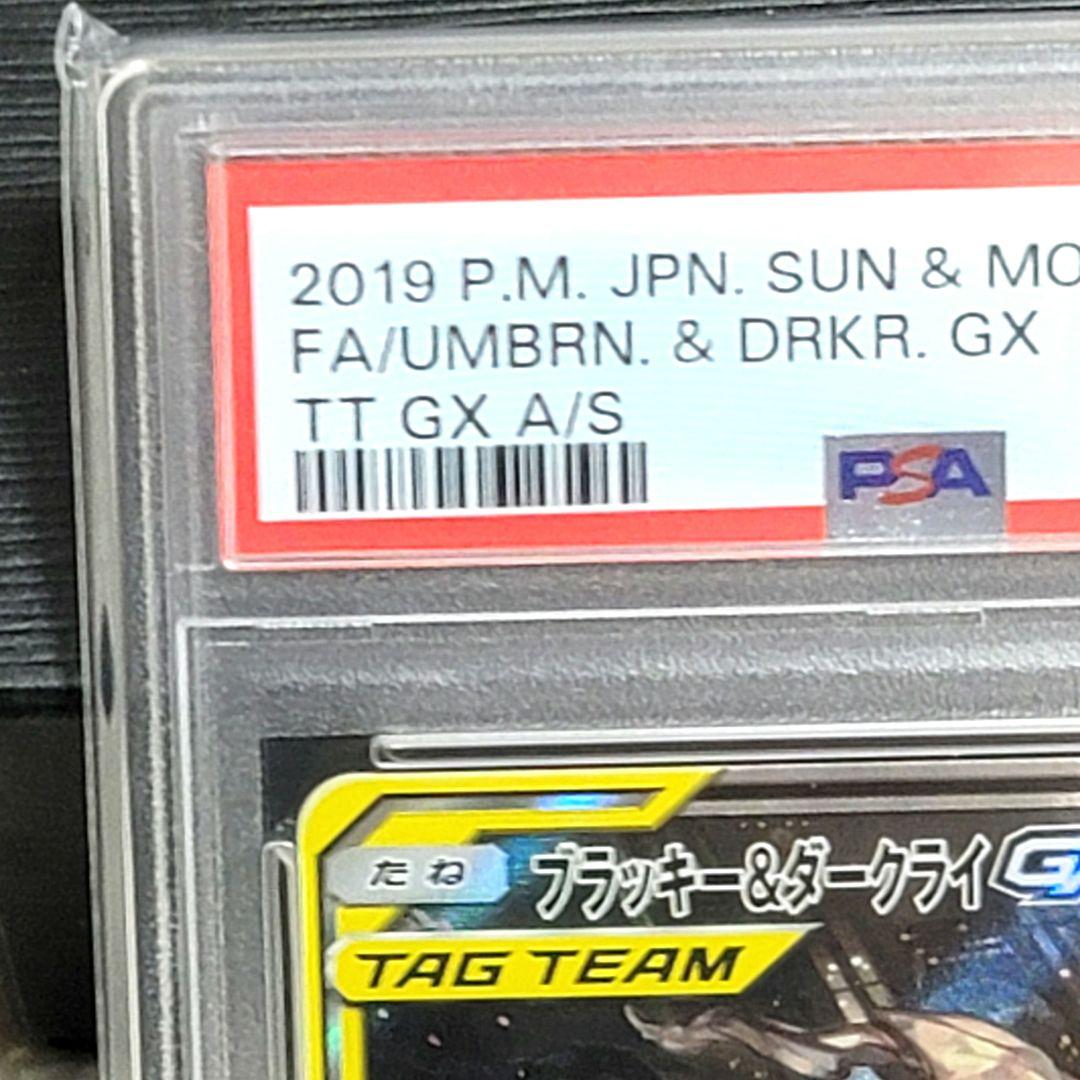 2019 P.M. JPN. SUN & MO
FA/UMBRN. & DRKR. GX
TT GX A/S
PSA
たね ブラッキー&ダークライ
TAG TEAM